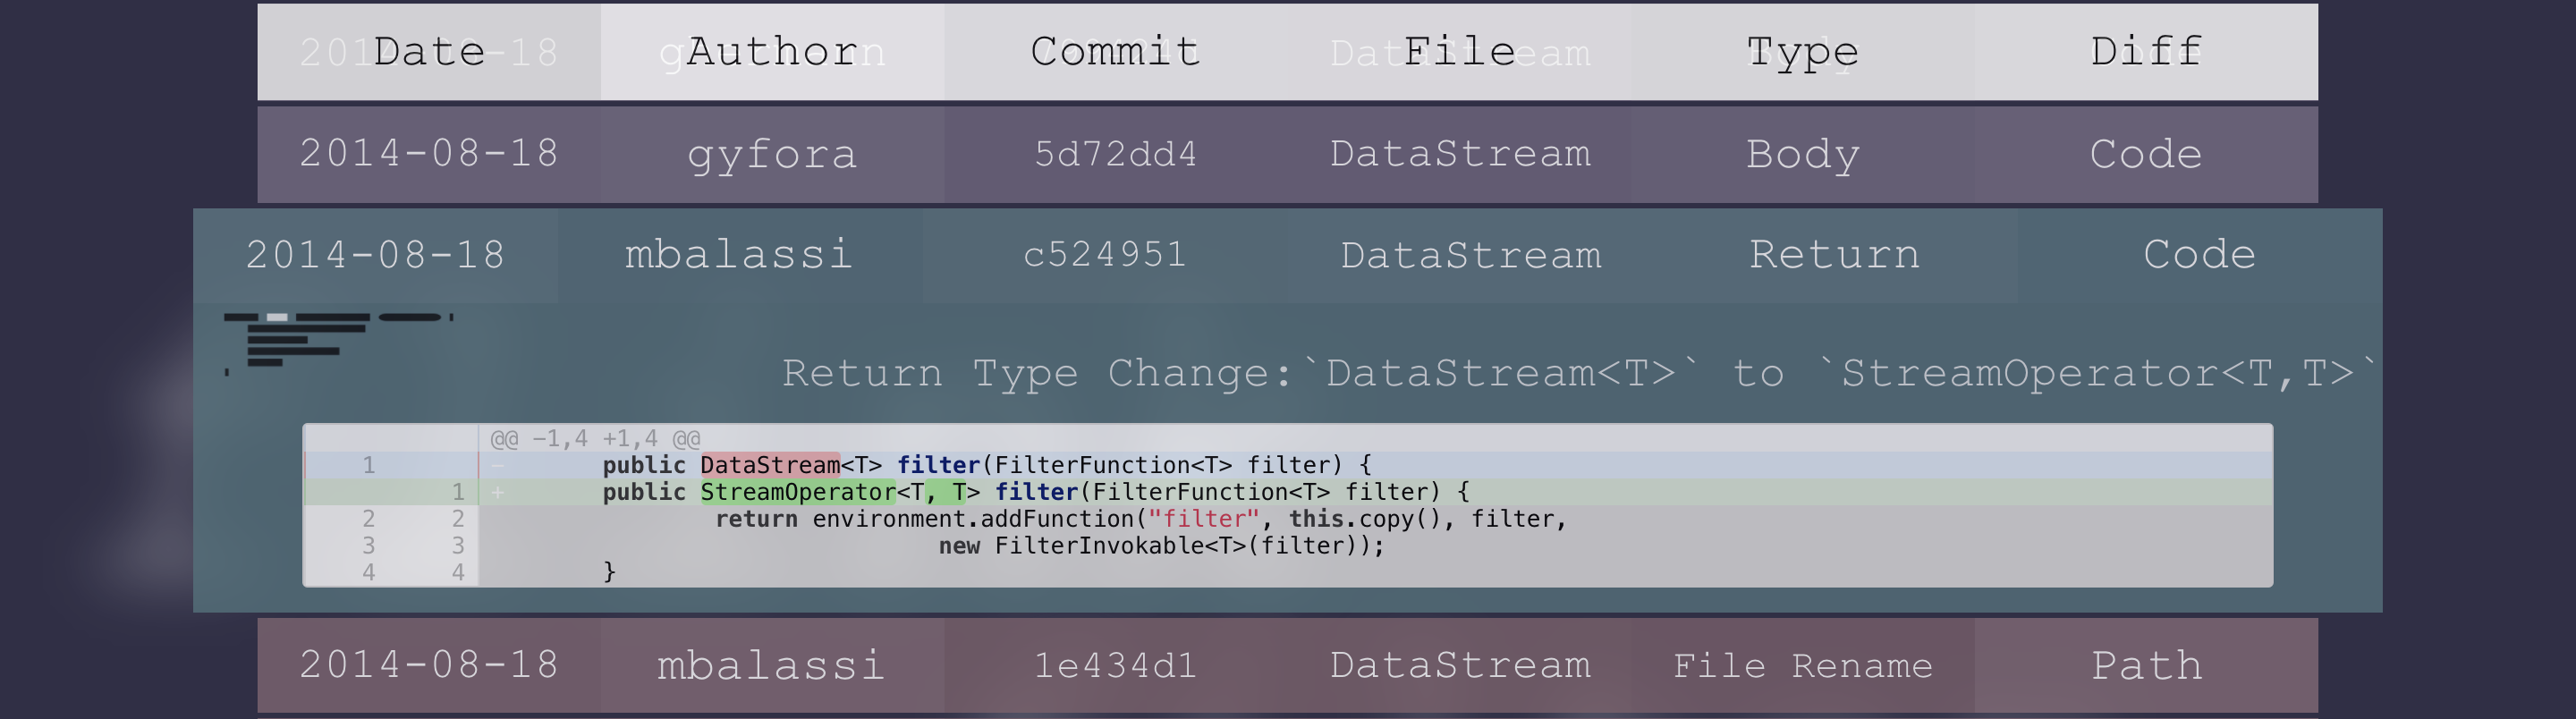 Date Author Commit File Type Diff
2014-08-18 gyfora 5d72dd4 DataStream Body Code
2014-08-18 mbalassi c524951 DataStream Return Code
Return Type Change:`DataStream<T>` to `StreamOperator<T,T>`
@@ -1,4 +1,4 @@
1 - public DataStream<T> filter(FilterFunction<T> filter) {
1 + public StreamOperator<T, T> filter(FilterFunction<T> filter) {
2 2 return environment.addFunction("filter", this.copy(), filter,
3 3 new FilterInvokable<T>(filter));
4 4 }
2014-08-18 mbalassi 1e434d1 DataStream File Rename Path